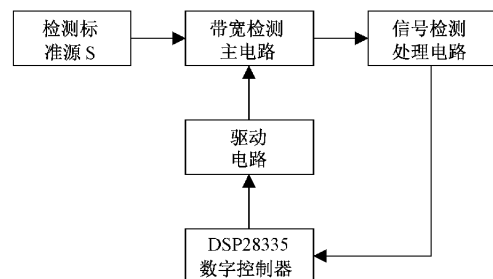 检测标
准源 S
带宽检测
主电路
信号检测
处理电路
驱动
电路
DSP28335
数字控制器